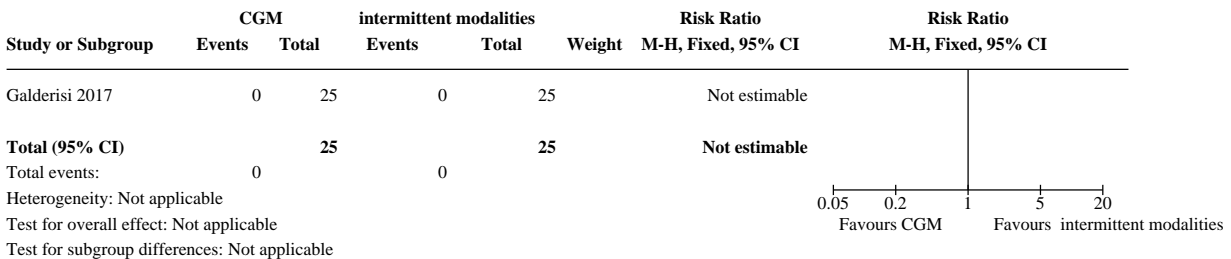 CGM intermittent modalities Risk Ratio Risk Ratio
Study or Subgroup Events Total Events Total Weight M-H, Fixed, 95% CI M-H, Fixed, 95% CI
Galderisi 2017 0 25 0 25 Not estimable
Total (95% CI) 25 25 Not estimable
Total events: 0 0
Heterogeneity: Not applicable
0.05 0.2 1 5 20
Test for overall effect: Not applicable Favours CGM Favours intermittent modalities
Test for subgroup differences: Not applicable